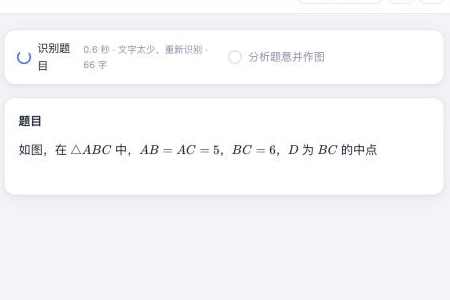 识别题目
0.6 秒 · 文字太少，重新识别 · 66 字
分析题意并作图
题目
如图，在 △ABC 中，AB = AC = 5，BC = 6，D 为 BC 的中点